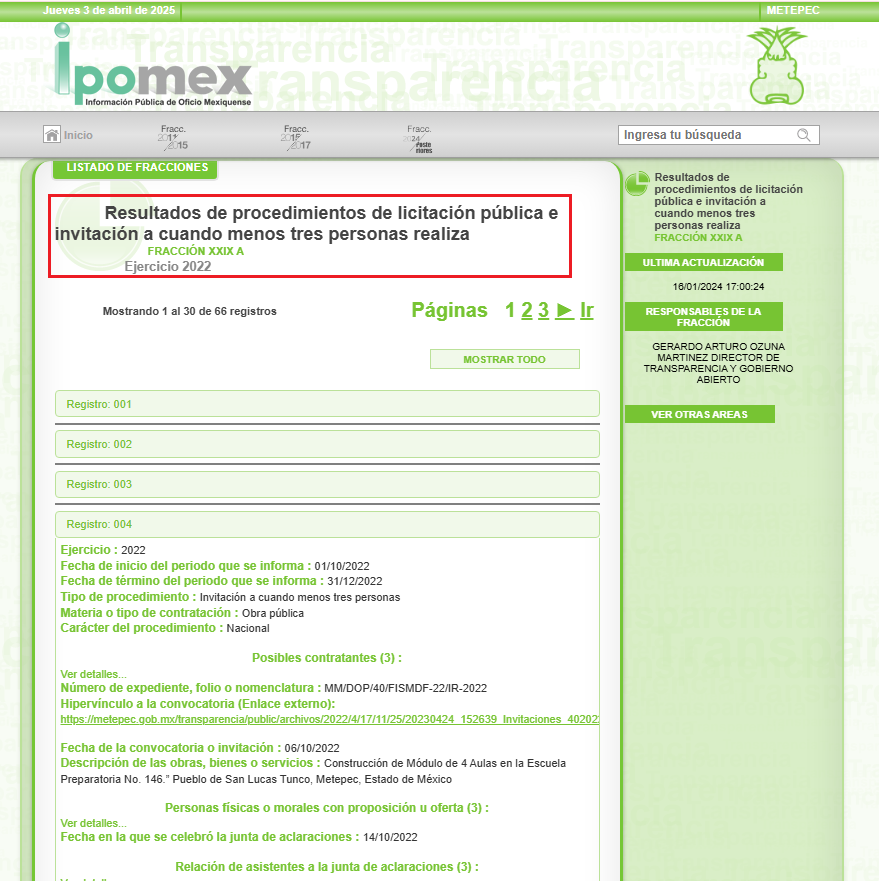 Jueves 3 de abril de 2025
METEPEC
ipomex
Información Pública de Oficio Mexiquense
Inicio
Fracc.
2014
/2015
Fracc.
/2017
Fracc.
2024
/Poste
riores
Ingresa tu búsqueda
LISTADO DE FRACCIONES
Resultados de procedimientos de licitación pública e
invitación a cuando menos tres personas realiza
FRACCIÓN XXIX A
Ejercicio 2022
Mostrando 1 al 30 de 66 registros
Páginas 1 2 3 ► Ir
MOSTRAR TODO
Registro: 001
Registro: 002
Registro: 003
Registro: 004
Ejercicio : 2022
Fecha de inicio del periodo que se informa : 01/10/2022
Fecha de término del periodo que se informa : 31/12/2022
Tipo de procedimiento : Invitación a cuando menos tres personas
Materia o tipo de contratación : Obra pública
Carácter del procedimiento : Nacional
Posibles contratantes (3) :
Ver detalles...
Número de expediente, folio o nomenclatura : MM/DOP/40/FISMDF-22/IR-2022
Hipervínculo a la convocatoria (Enlace externo):
https://metepec.gob.mx/transparencia/public/archivos/2022/4/17/11/25/20230424_152639_Invitaciones_40202
Fecha de la convocatoria o invitación : 06/10/2022
Descripción de las obras, bienes o servicios : Construcción de Módulo de 4 Aulas en la Escuela
Preparatoria No. 146.” Pueblo de San Lucas Tunco, Metepec, Estado de México
Personas físicas o morales con proposición u oferta (3) :
Ver detalles...
Fecha en la que se celebró la junta de aclaraciones : 14/10/2022
Relación de asistentes a la junta de aclaraciones (3) :
Resultados de
procedimientos de licitación
pública e invitación a
cuando menos tres
personas realiza
FRACCIÓN XXIX A
ULTIMA ACTUALIZACIÓN
16/01/2024 17:00:24
RESPONSABLES DE LA
FRACCIÓN
GERARDO ARTURO OZUNA
MARTINEZ DIRECTOR DE
TRANSPARENCIA Y GOBIERNO
ABIERTO
VER OTRAS AREAS